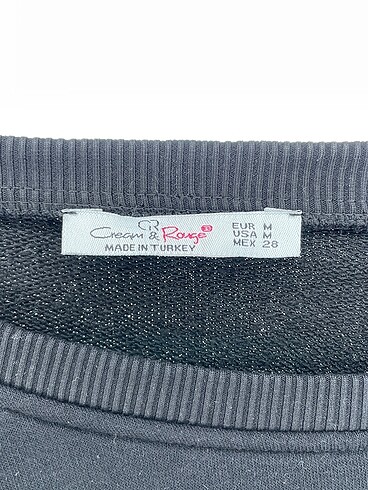 Cream & Rouge
MADE IN TURKEY
EUR M
USA M
MEX 28